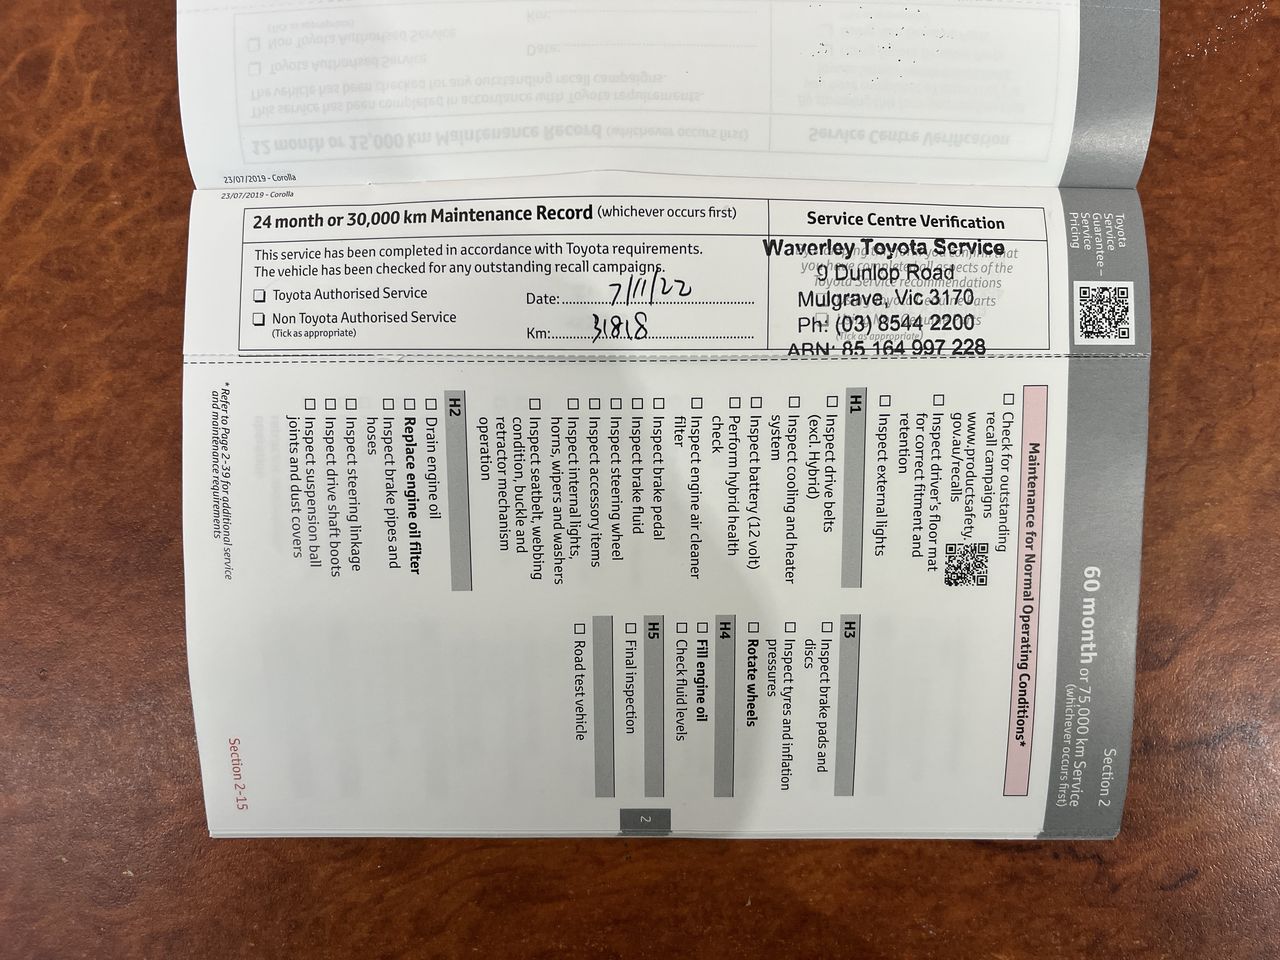 23/07/2019 - Corolla
23/07/2019 - Corolla
24 month or 30,000 km Maintenance Record (whichever occurs first)
This service has been completed in accordance with Toyota requirements.
The vehicle has been checked for any outstanding recall campaigns.
☐ Toyota Authorised Service
☐ Non Toyota Authorised Service
(Tick as appropriate)
Date: 7/11/22
Km: 31818
Service Centre Verification
Waverley Toyota Service
9 Dunlop Road
Mulgrave, Vic 3170
Ph: (03) 8544 2200
ABN: 85 164 997 228
Toyota
Service
Guarantee –
Service
Pricing
Section 2
60 month or 75,000 km Service
(whichever occurs first)
Maintenance for Normal Operating Conditions*
☐ Check for outstanding
recall campaigns
www.productsafety.
gov.au/recalls
☐ Inspect driver's floor mat
for correct fitment and
retention
☐ Inspect external lights
H1
☐ Inspect drive belts
(excl. Hybrid)
☐ Inspect cooling and heater
system
☐ Inspect battery (12 volt)
☐ Perform hybrid health
check
☐ Inspect engine air cleaner
filter
☐ Inspect brake pedal
☐ Inspect brake fluid
☐ Inspect steering wheel
☐ Inspect accessory items
☐ Inspect internal lights,
horns, wipers and washers
☐ Inspect seatbelt, webbing
condition, buckle and
retractor mechanism
operation
H2
☐ Drain engine oil
☐ Replace engine oil filter
☐ Inspect brake pipes and
hoses
☐ Inspect steering linkage
☐ Inspect drive shaft boots
☐ Inspect suspension ball
joints and dust covers
H3
☐ Inspect brake pads and
discs
☐ Inspect tyres and inflation
pressures
☐ Rotate wheels
H4
☐ Fill engine oil
☐ Check fluid levels
H5
☐ Final inspection
☐ Road test vehicle
* Refer to Page 2-39 for additional service
and maintenance requirements
2
Section 2-15